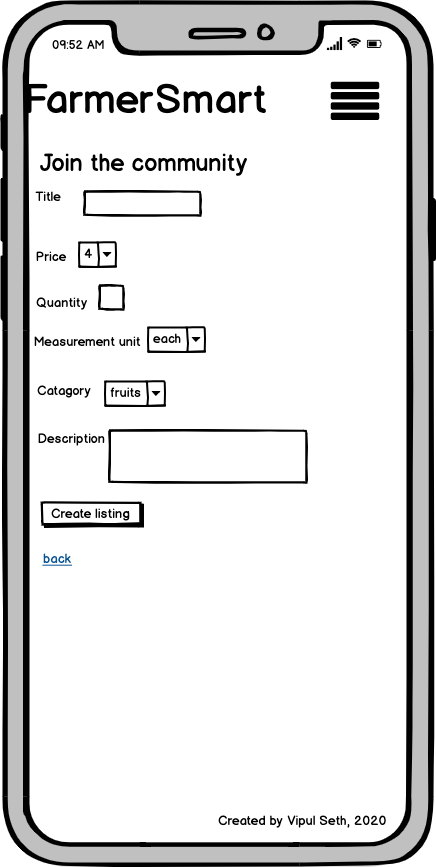 09:52 AM
FarmerSmart
Join the community
Title
Price 4
Quantity
Measurement unit each
Catagory fruits
Description
Create listing
back
Created by Vipul Seth, 2020